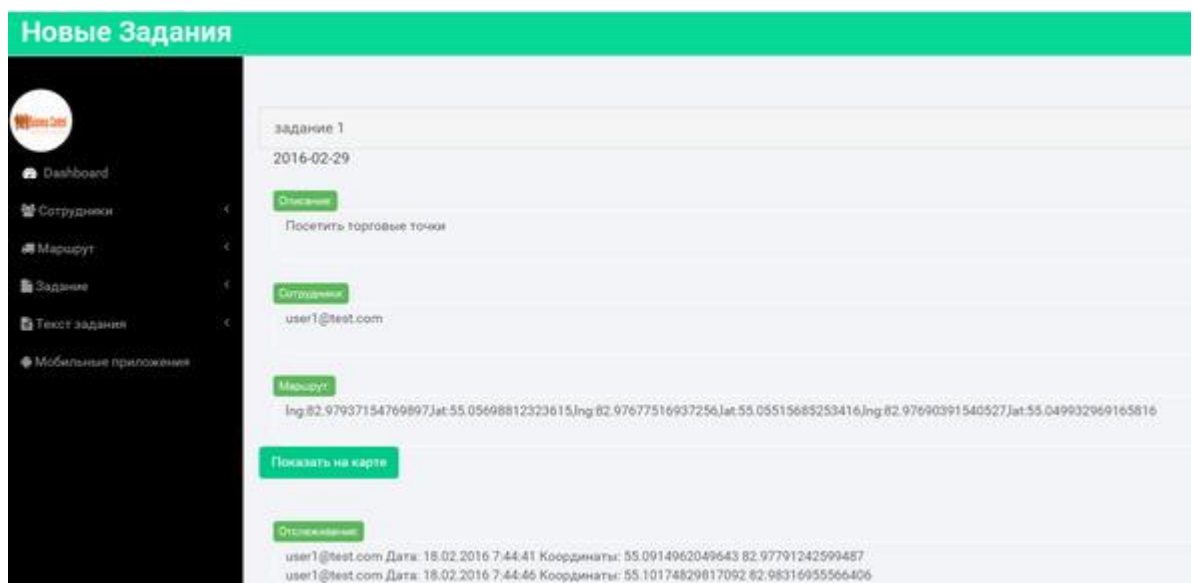 Новые Задания
Dashboard
Сотрудники
Маршрут
Задание
Текст задания
Мобильные приложения
задание 1
2016-02-29
Описание
Посетить торговые точки
Сотрудники
user1@test.com
Маршрут
lng:82.97937154769897,lat:55.05698812323615,lng:82.97677516937256,lat:55.05515685253416,lng:82.97690391540527,lat:55.049932969165816
Показать на карте
Отслеживание
user1@test.com Дата: 18.02.2016 7:44:41 Координаты: 55.0914962049643 82.97791242599487
user1@test.com Дата: 18.02.2016 7:44:46 Координаты: 55.10174829817092 82.98316955566406